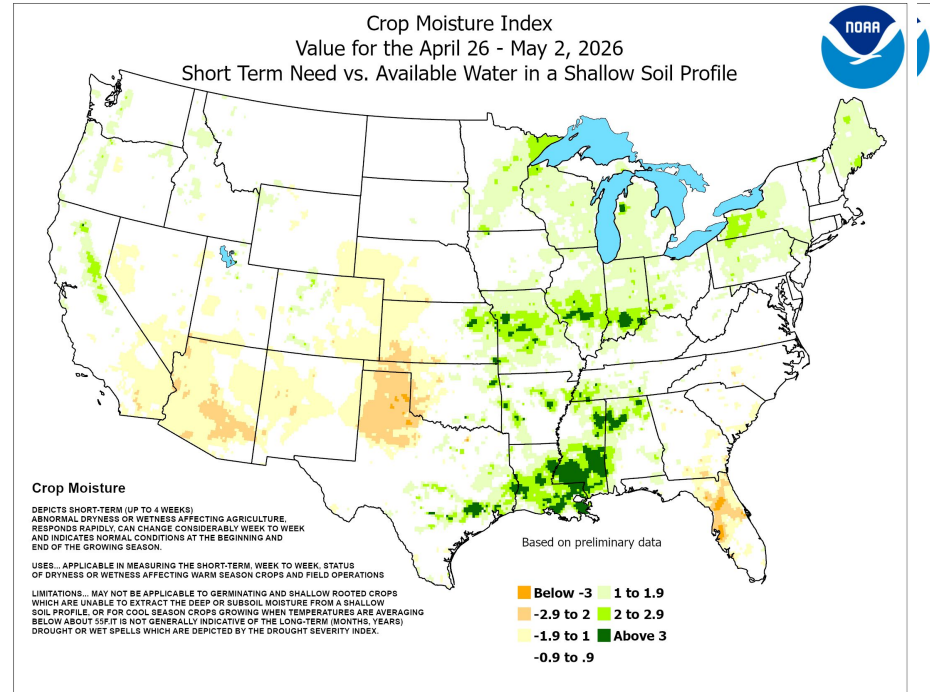 Crop Moisture Index
Value for the April 26 - May 2, 2026
Short Term Need vs. Available Water in a Shallow Soil Profile
NOAA
Crop Moisture
DEPICTS SHORT-TERM (UP TO 4 WEEKS)
ABNORMAL DRYNESS OR WETNESS AFFECTING AGRICULTURE,
RESPONDS RAPIDLY, CAN CHANGE CONSIDERABLY WEEK TO WEEK
AND INDICATES NORMAL CONDITIONS AT THE BEGINNING AND
END OF THE GROWING SEASON.
USES... APPLICABLE IN MEASURING THE SHORT-TERM, WEEK TO WEEK, STATUS
OF DRYNESS OR WETNESS AFFECTING WARM SEASON CROPS AND FIELD OPERATIONS
LIMITATIONS... MAY NOT BE APPLICABLE TO GERMINATING AND SHALLOW ROOTED CROPS
WHICH ARE UNABLE TO EXTRACT THE DEEP OR SUBSOIL MOISTURE FROM A SHALLOW
SOIL PROFILE, OR FOR COOL SEASON CROPS GROWING WHEN TEMPERATURES ARE AVERAGING
BELOW ABOUT 55F.IT IS NOT GENERALLY INDICATIVE OF THE LONG-TERM (MONTHS, YEARS)
DROUGHT OR WET SPELLS WHICH ARE DEPICTED BY THE DROUGHT SEVERITY INDEX.
Based on preliminary data
Below -3 1 to 1.9
-2.9 to 2 2 to 2.9
-1.9 to 1 Above 3
-0.9 to .9